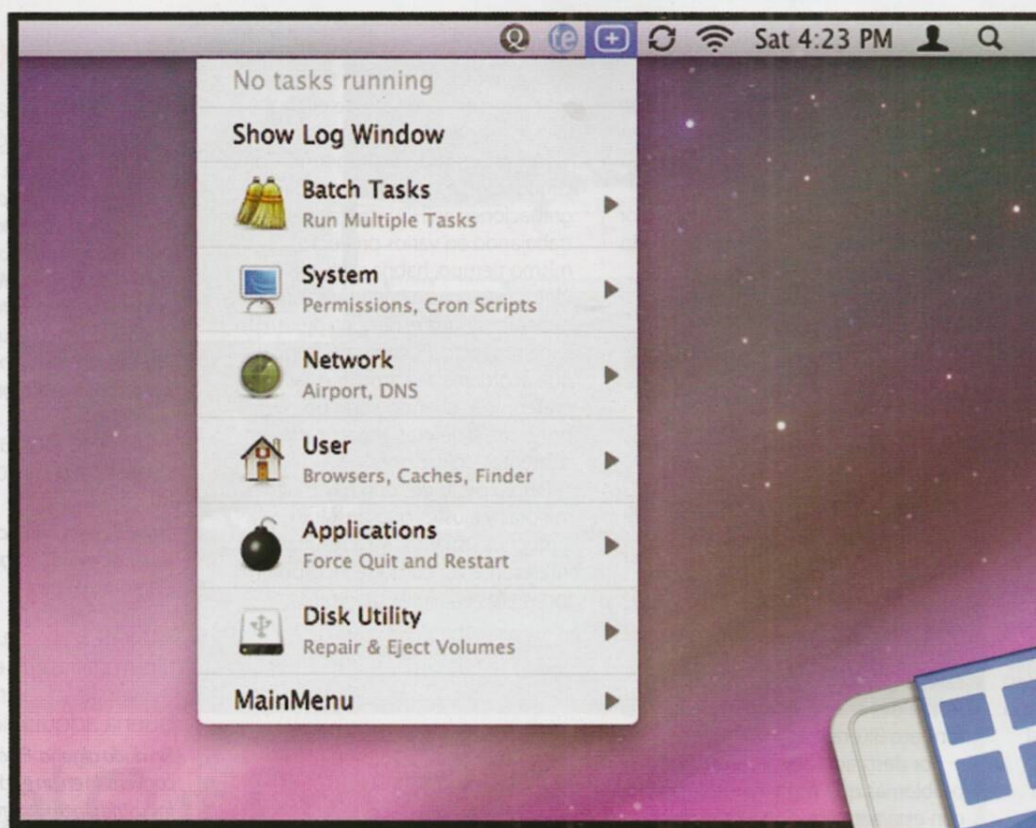 te
Sat 4:23 PM
No tasks running
Show Log Window
Batch Tasks
Run Multiple Tasks
System
Permissions, Cron Scripts
Network
Airport, DNS
User
Browsers, Caches, Finder
Applications
Force Quit and Restart
Disk Utility
Repair & Eject Volumes
MainMenu